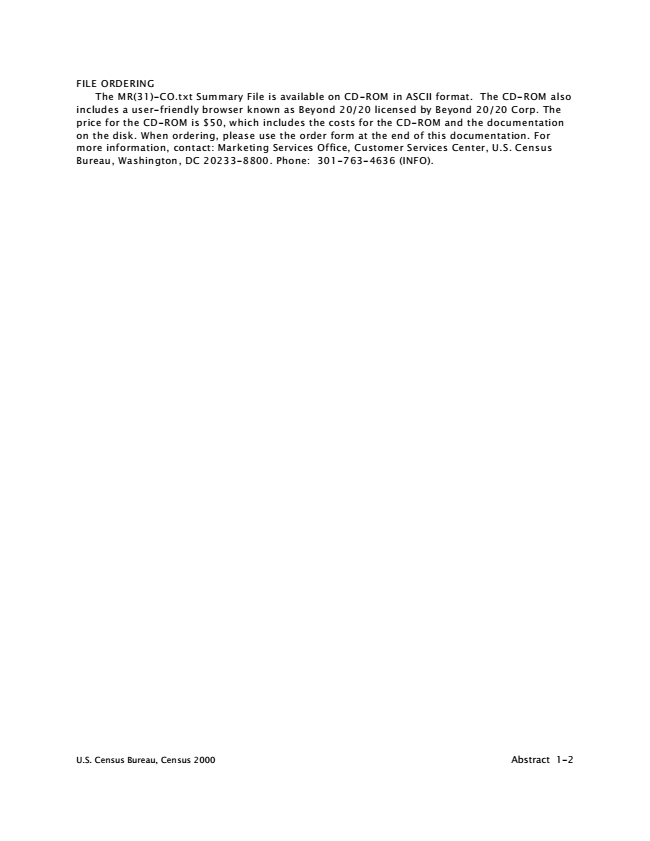 FILE ORDERING
The MR(31)-CO.txt Summary File is available on CD-ROM in ASCII format. The CD-ROM also
includes a user-friendly browser known as Beyond 20/20 licensed by Beyond 20/20 Corp. The
price for the CD-ROM is $50, which includes the costs for the CD-ROM and the documentation
on the disk. When ordering, please use the order form at the end of this documentation. For
more information, contact: Marketing Services Office, Customer Services Center, U.S. Census
Bureau, Washington, DC 20233-8800. Phone: 301-763-4636 (INFO).
U.S. Census Bureau, Census 2000 Abstract 1-2